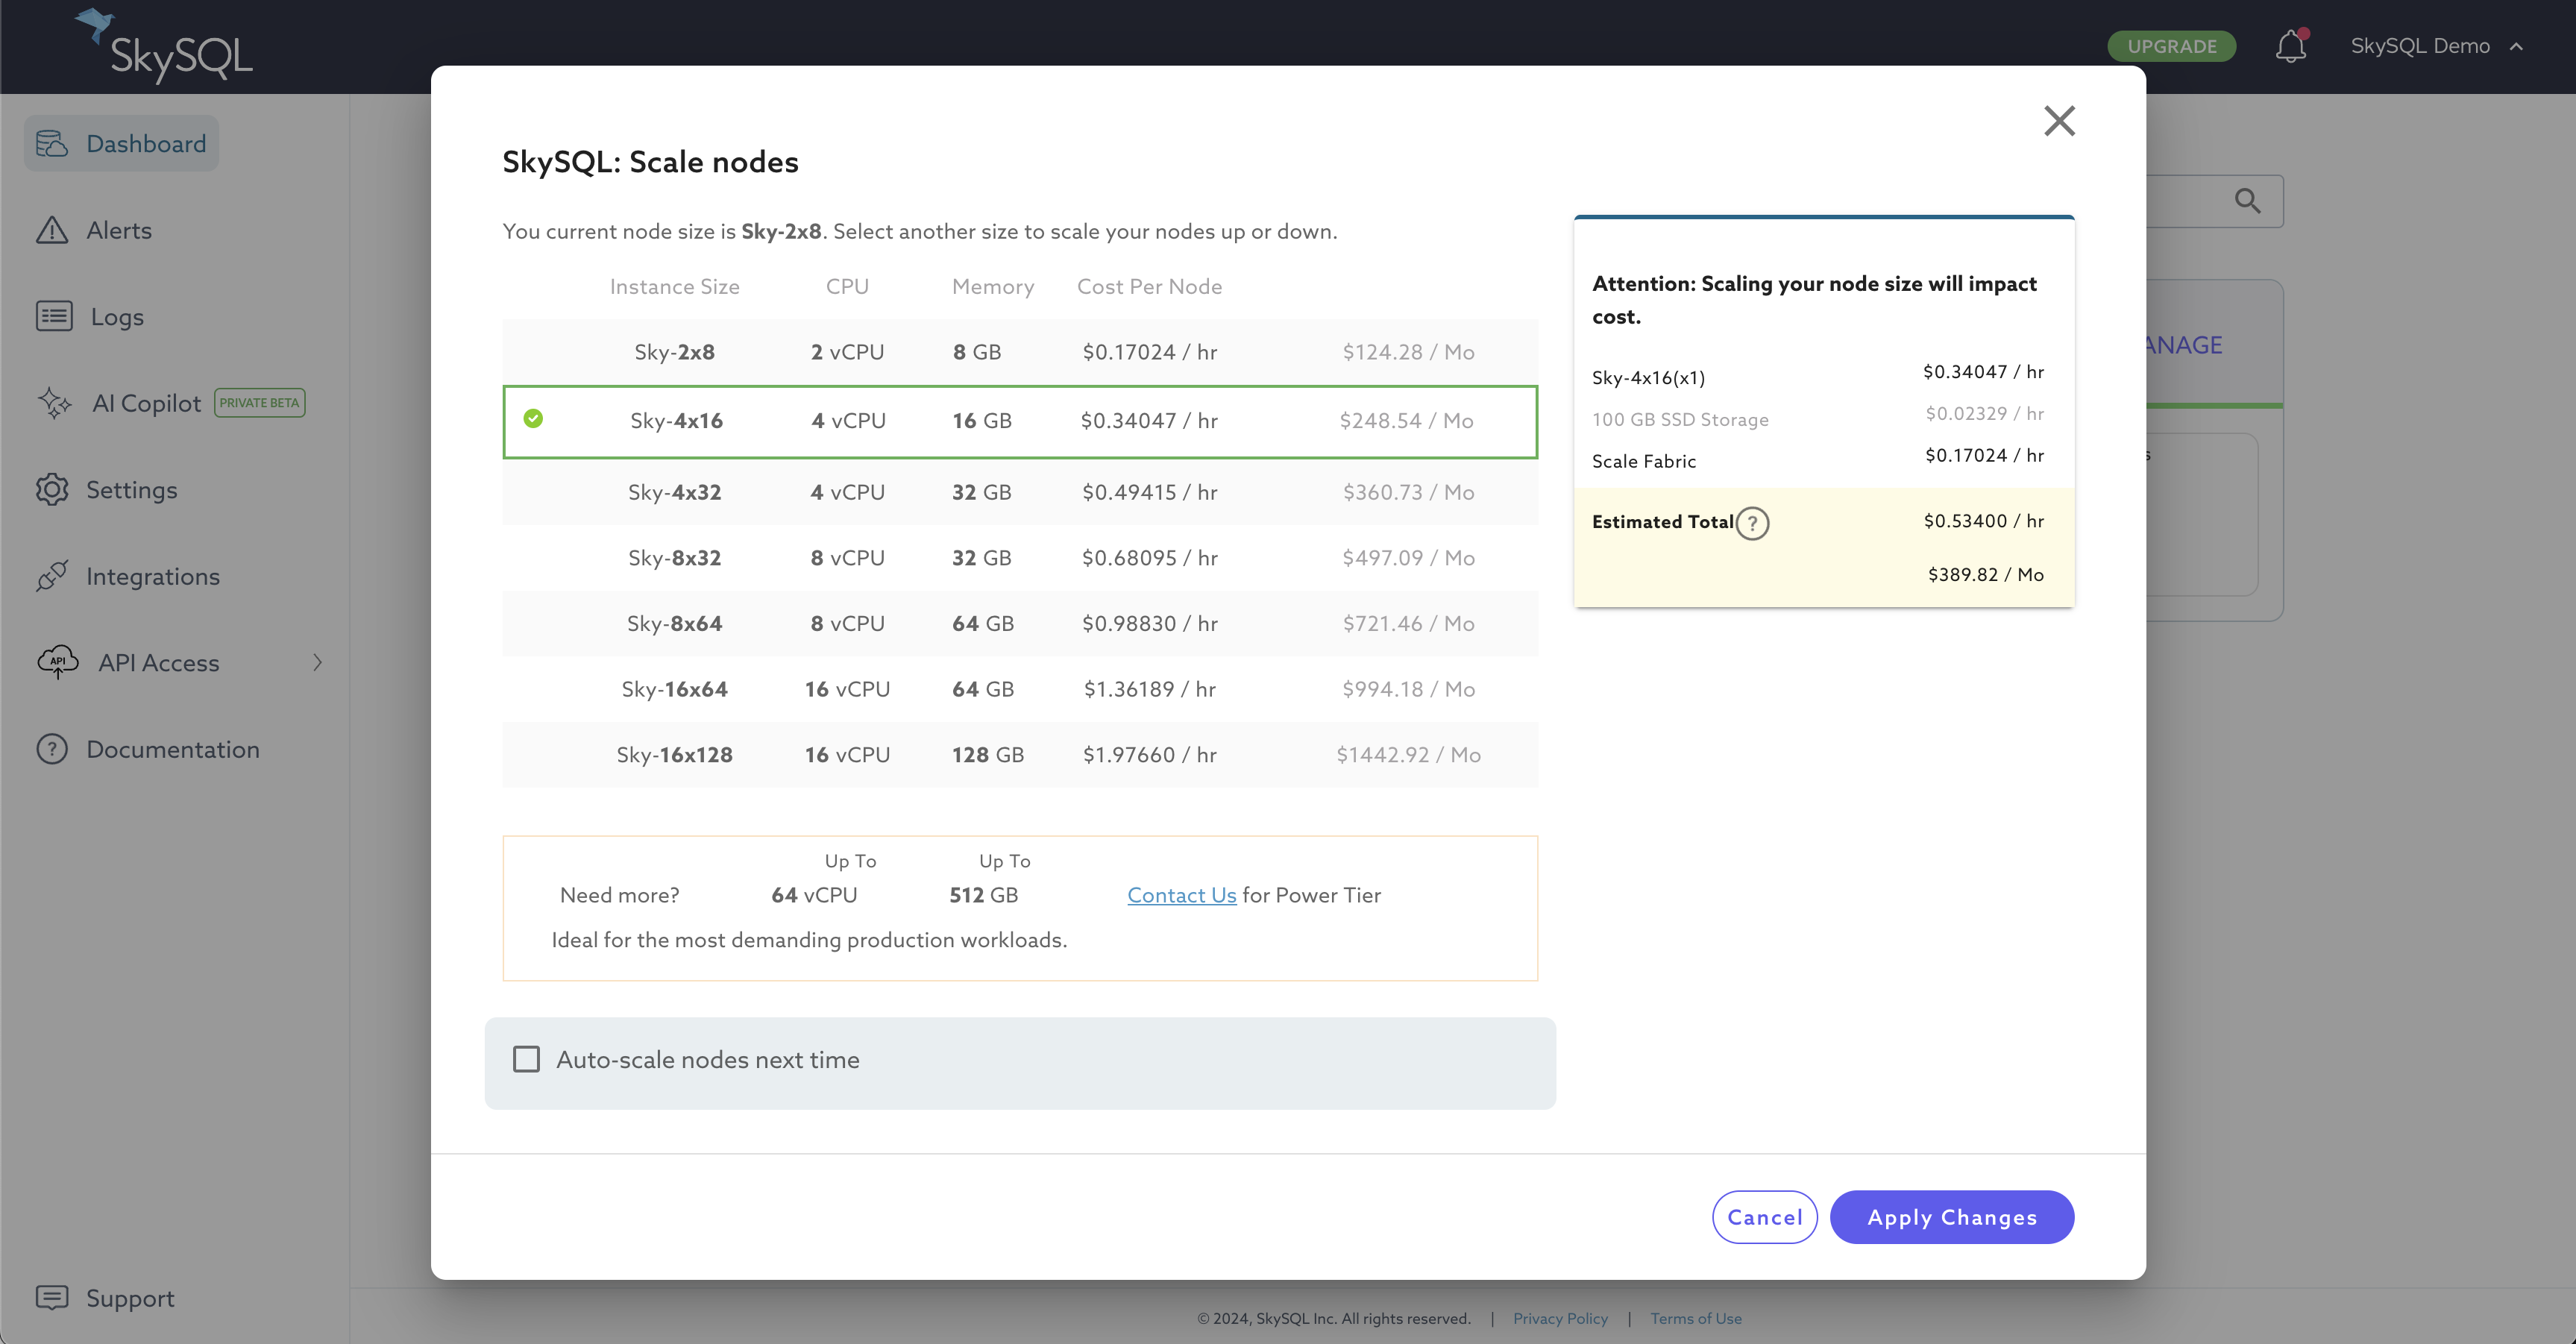 SkySQL
UPGRADE
SkySQL Demo
Dashboard
Alerts
Logs
AI Copilot PRIVATE BETA
Settings
Integrations
API API Access
Documentation
Support
SkySQL: Scale nodes
You current node size is Sky-2x8. Select another size to scale your nodes up or down.
Instance Size CPU Memory Cost Per Node
Sky-2x8 2 vCPU 8 GB $0.17024 / hr $124.28 / Mo
Sky-4x16 4 vCPU 16 GB $0.34047 / hr $248.54 / Mo
Sky-4x32 4 vCPU 32 GB $0.49415 / hr $360.73 / Mo
Sky-8x32 8 vCPU 32 GB $0.68095 / hr $497.09 / Mo
Sky-8x64 8 vCPU 64 GB $0.98830 / hr $721.46 / Mo
Sky-16x64 16 vCPU 64 GB $1.36189 / hr $994.18 / Mo
Sky-16x128 16 vCPU 128 GB $1.97660 / hr $1442.92 / Mo
Up To Up To
Need more? 64 vCPU 512 GB Contact Us for Power Tier
Ideal for the most demanding production workloads.
Auto-scale nodes next time
Attention: Scaling your node size will impact
cost.
Sky-4x16(x1) $0.34047 / hr
100 GB SSD Storage $0.02329 / hr
Scale Fabric $0.17024 / hr
Estimated Total ? $0.53400 / hr
$389.82 / Mo
Cancel Apply Changes
ANAGE
© 2024, SkySQL Inc. All rights reserved. | Privacy Policy | Terms of Use